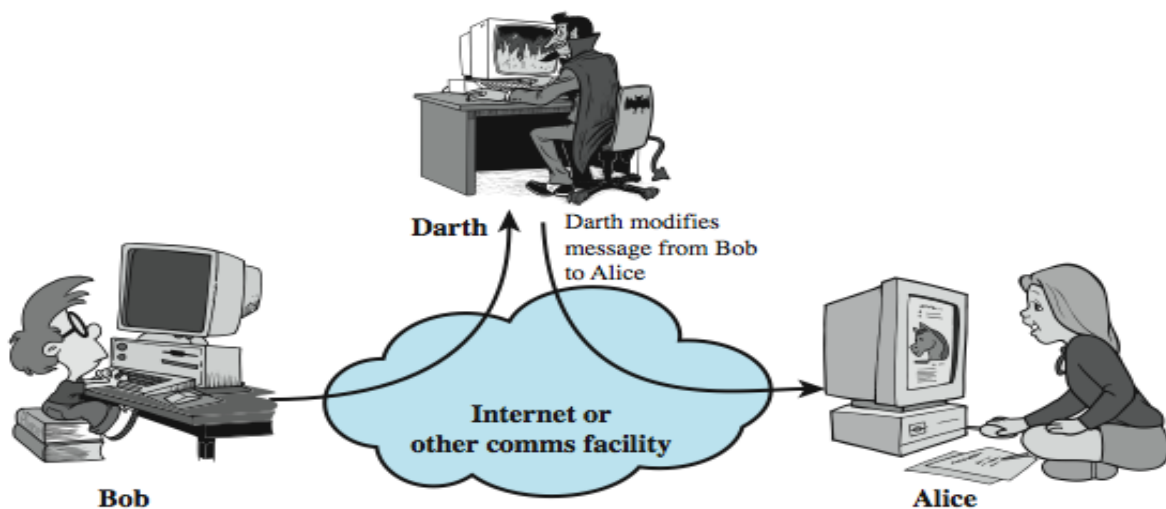 Darth
Darth modifies
message from Bob
to Alice
Internet or
other comms facility
Bob
Alice